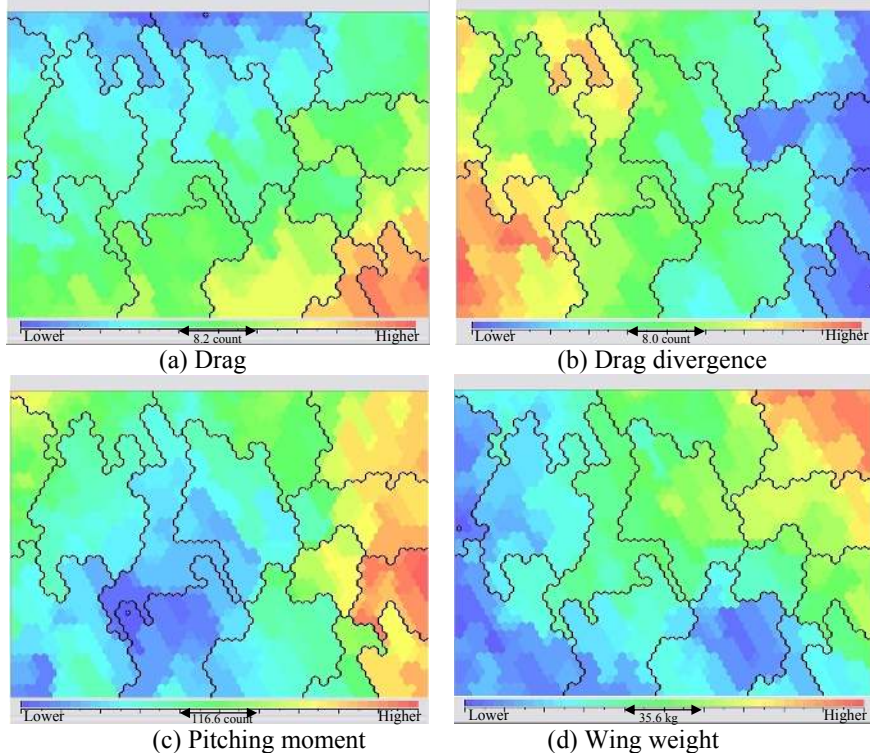 Lower 8.2 count Higher
(a) Drag
Lower 8.0 count Higher
(b) Drag divergence
Lower 116.6 count Higher
(c) Pitching moment
Lower 35.6 kg Higher
(d) Wing weight